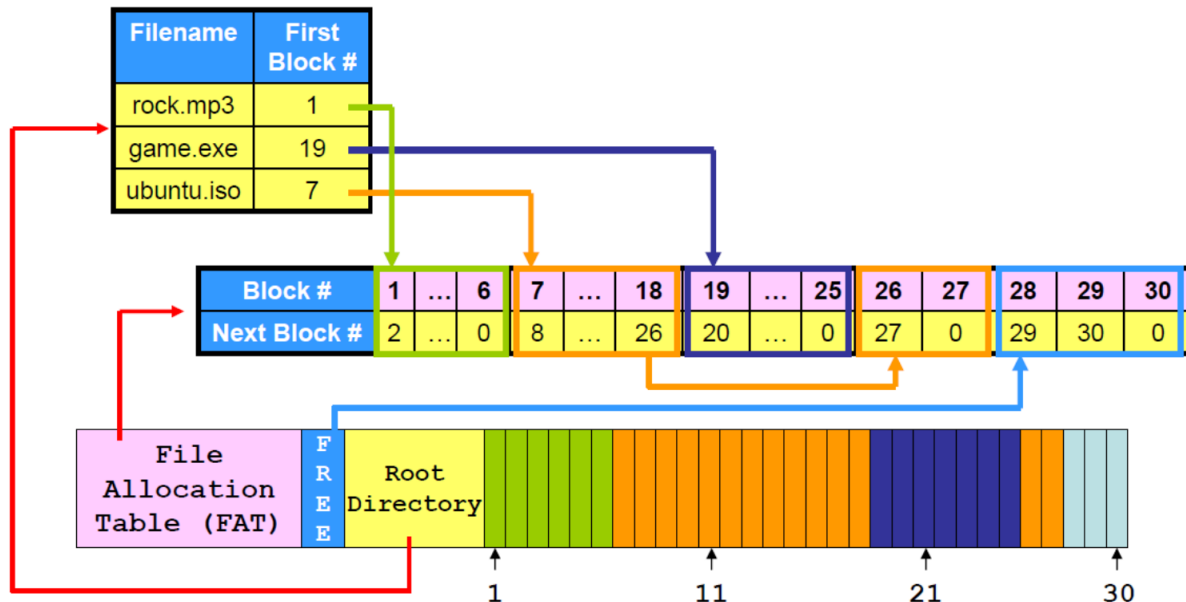 Filename First
Block #
rock.mp3 1
game.exe 19
ubuntu.iso 7
Block # 1 ... 6 7 ... 18 19 ... 25 26 27 28 29 30
Next Block # 2 ... 0 8 ... 26 20 ... 0 27 0 29 30 0
File
Allocation
Table (FAT)
F
R
E
E
Root
Directory
1 11 21 30